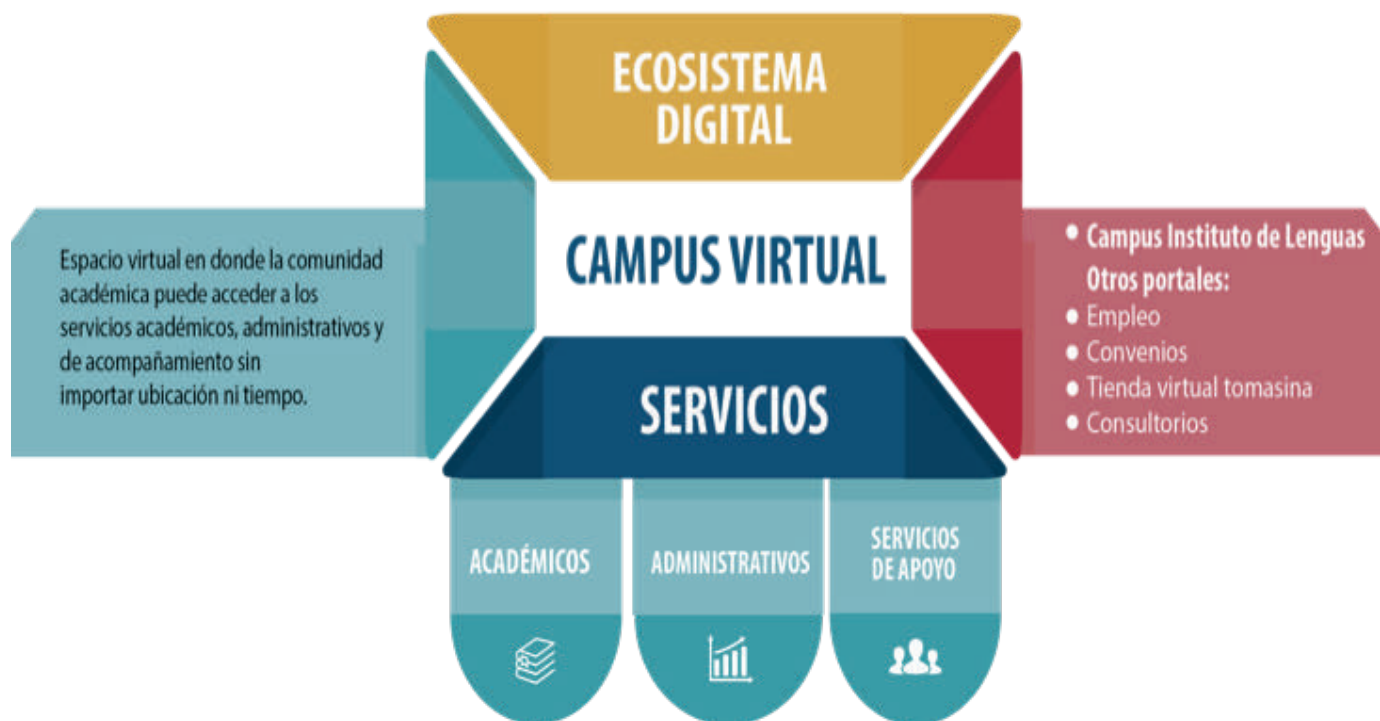 ECOSISTEMA
DIGITAL
CAMPUS VIRTUAL
Espacio virtual en donde la comunidad
académica puede acceder a los
servicios académicos, administrativos y
de acompañamiento sin
importar ubicación ni tiempo.
• Campus Instituto de Lenguas
Otros portales:
• Empleo
• Convenios
• Tienda virtual tomasina
• Consultorios
SERVICIOS
ACADÉMICOS
ADMINISTRATIVOS
SERVICIOS
DE APOYO